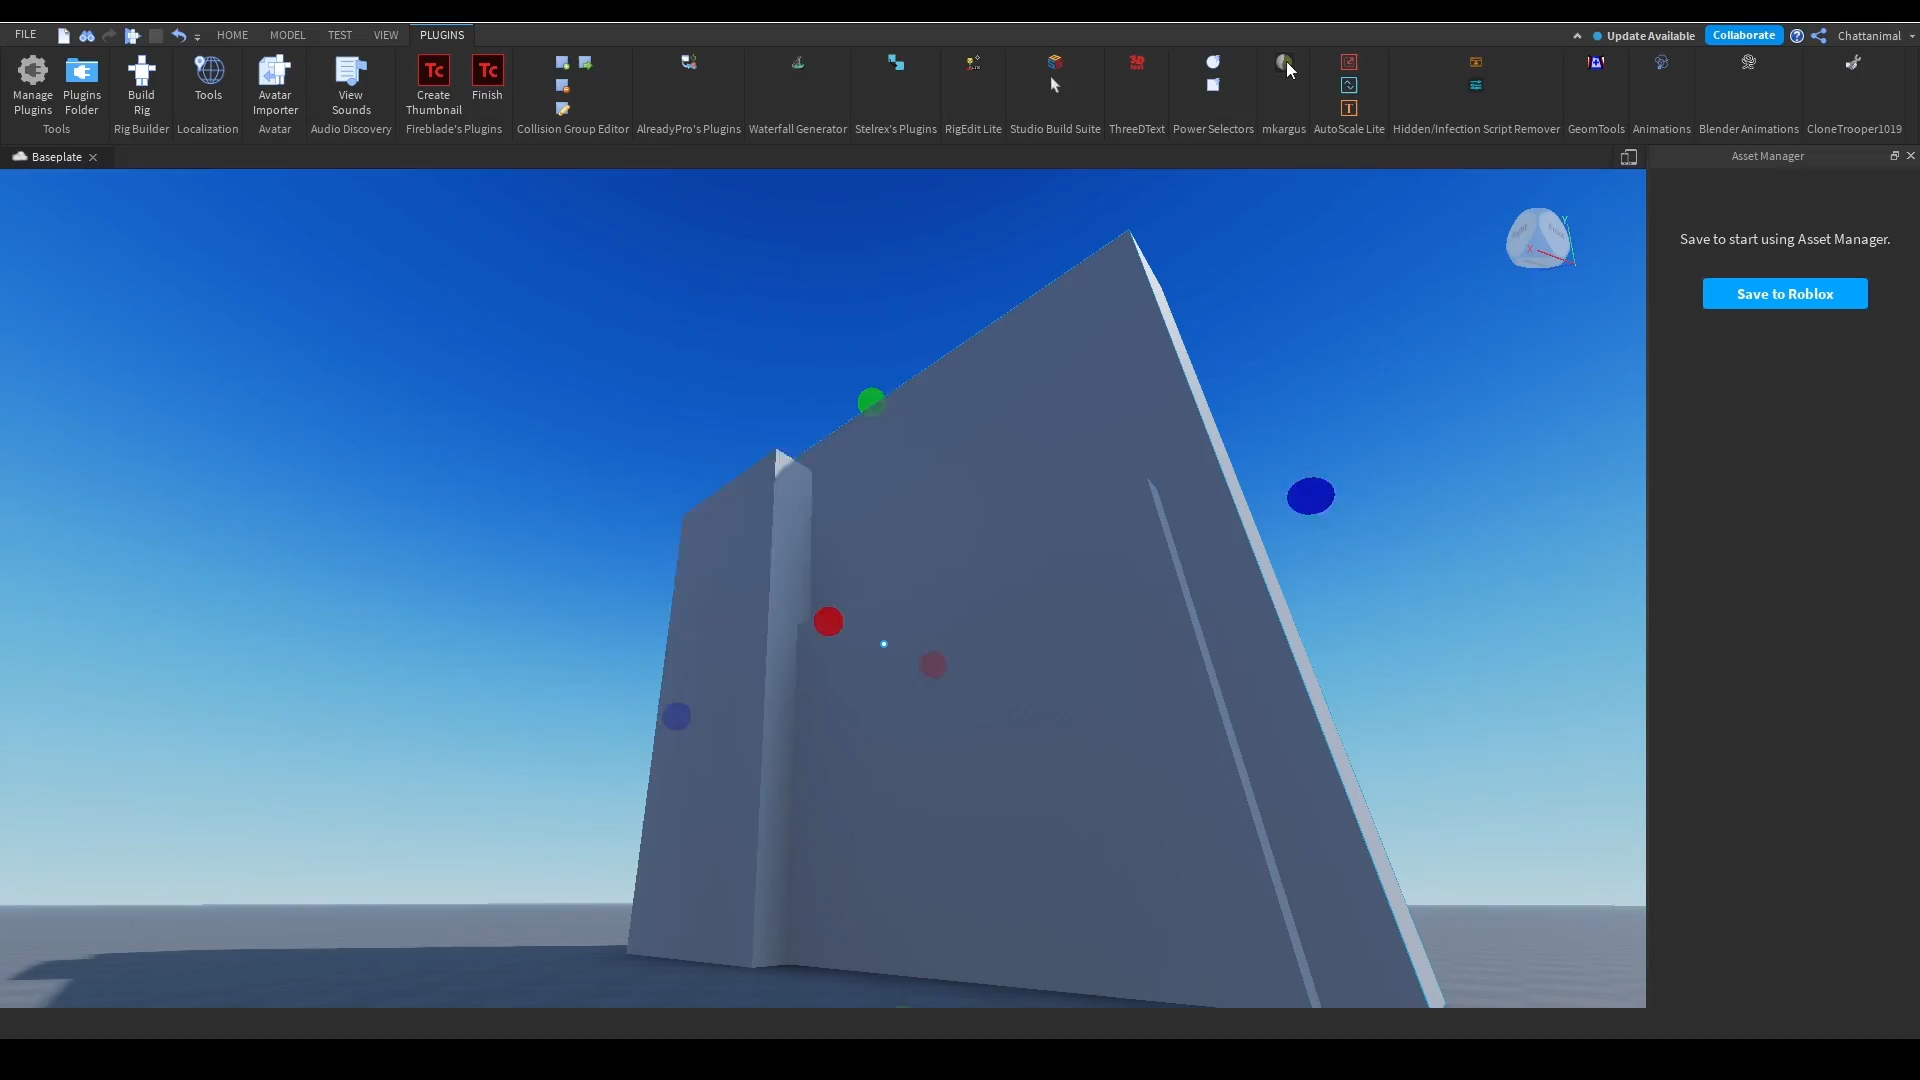 FILE
HOME
MODEL
TEST
VIEW
PLUGINS
Update Available
Collaborate
Chattanimal
Manage Plugins
Plugins Folder
Build Rig
Tools
Avatar Importer
View Sounds
Tc
Create Thumbnail
Tc
Finish
Tools
Rig Builder
Localization
Avatar
Audio Discovery
Fireblade's Plugins
Collision Group Editor
AlreadyPro's Plugins
Waterfall Generator
Stelrex's Plugins
RigEdit Lite
Studio Build Suite
ThreeDText
Power Selectors
mkargus
AutoScale Lite
Hidden/Infection Script Remover
GeomTools
Animations
Blender Animations
CloneTrooper1019
Baseplate
Asset Manager
Y
X
Save to start using Asset Manager.
Save to Roblox